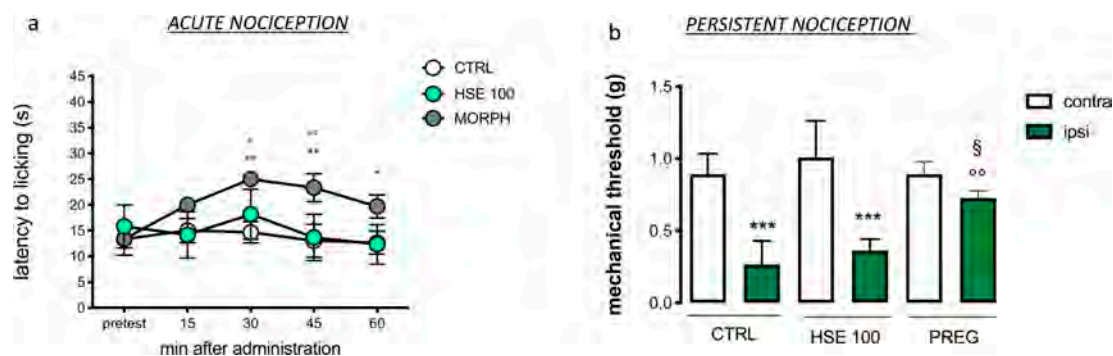 a
ACUTE NOCICEPTION
CTRL
HSE 100
MORPH
latency to licking (s)
45
40
35
30
25
20
15
10
5
0
**
**
pretest 15 30 45 60
min after administration
b
PERSISTENT NOCICEPTION
contra
ipsi
mechanical threshold (g)
1.5
1.0
0.5
0.0
***
***
§
°°
CTRL HSE 100 PREG